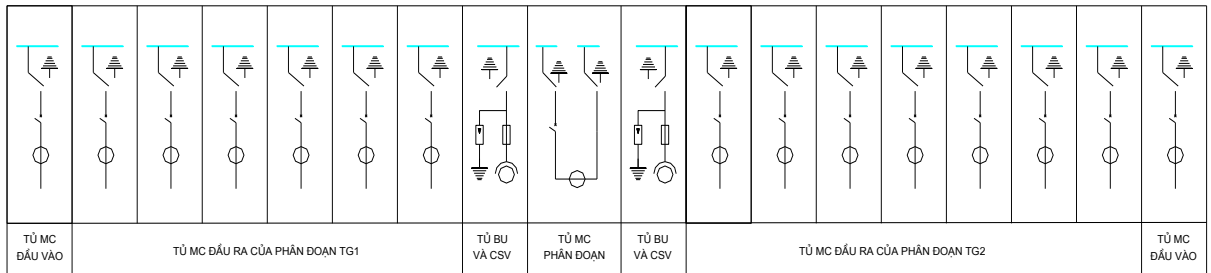 TỦ MC
ĐẦU VÀO
TỦ MC ĐẦU RA CỦA PHÂN ĐOẠN TG1
TỦ BU
VÀ CSV
TỦ MC
PHÂN ĐOẠN
TỦ BU
VÀ CSV
TỦ MC ĐẦU RA CỦA PHÂN ĐOẠN TG2
TỦ MC
ĐẦU VÀO